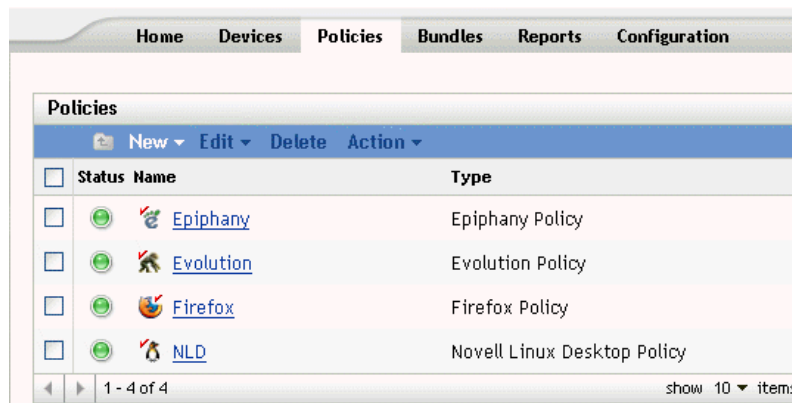 Home Devices Policies Bundles Reports Configuration
Policies
New Edit Delete Action
Status Name Type
Epiphany Epiphany Policy
Evolution Evolution Policy
Firefox Firefox Policy
NLD Novell Linux Desktop Policy
1 - 4 of 4 show 10 items